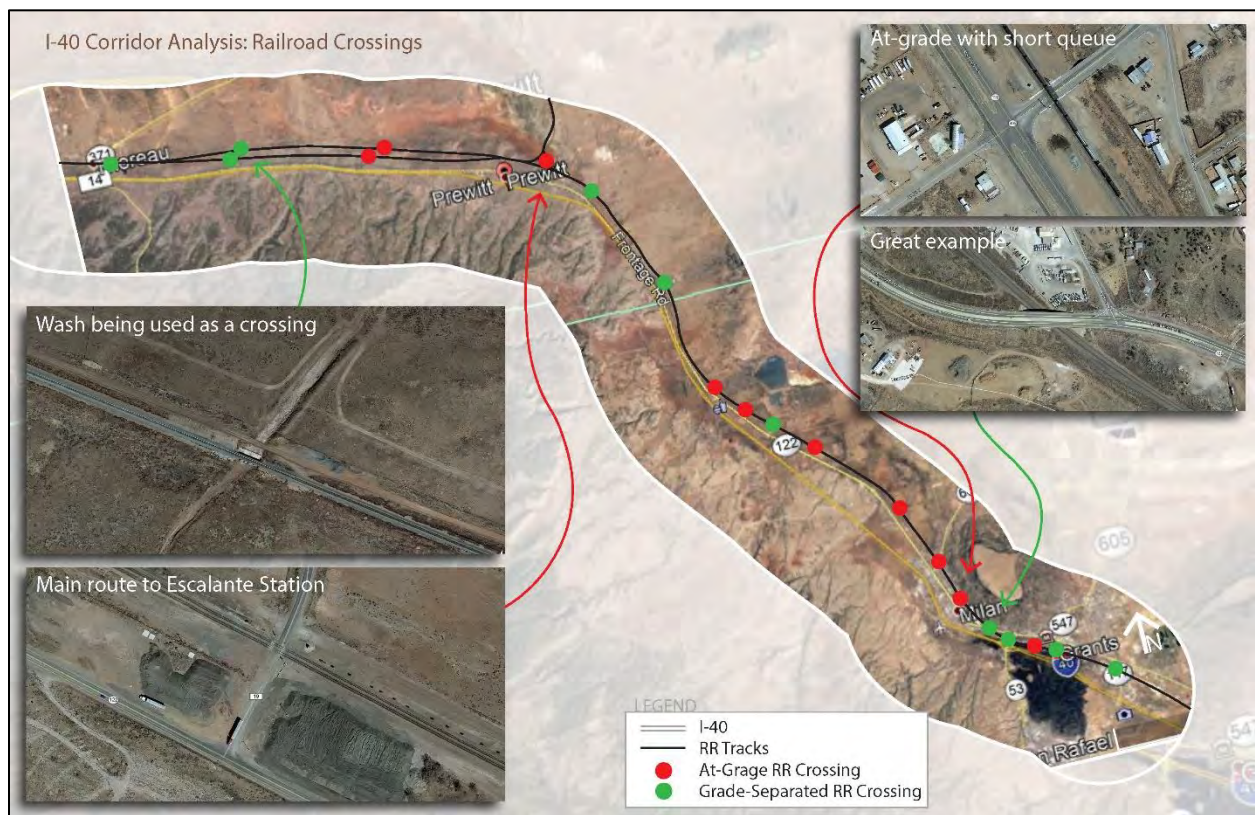 I-40 Corridor Analysis: Railroad Crossings
At-grade with short queue
Great example
Wash being used as a crossing
Main route to Escalante Station
371
oreau
14
Prewitt
Prewitt
Frontage Rd
122
605
Milan
547
Grants
53
n Rafael
N
LEGEND
I-40
RR Tracks
At-Grage RR Crossing
Grade-Separated RR Crossing